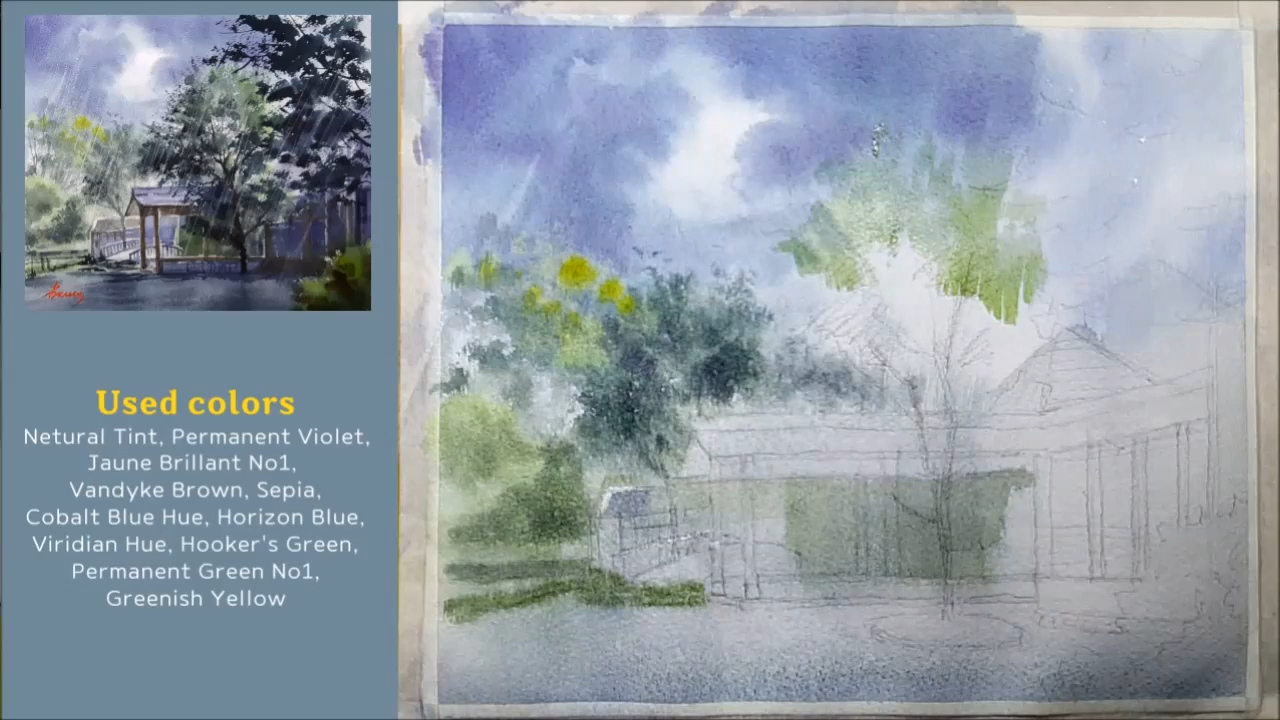 Used colors
Netural Tint, Permanent Violet,
Jaune Brillant No1,
Vandyke Brown, Sepia,
Cobalt Blue Hue, Horizon Blue,
Viridian Hue, Hooker's Green,
Permanent Green No1,
Greenish Yellow